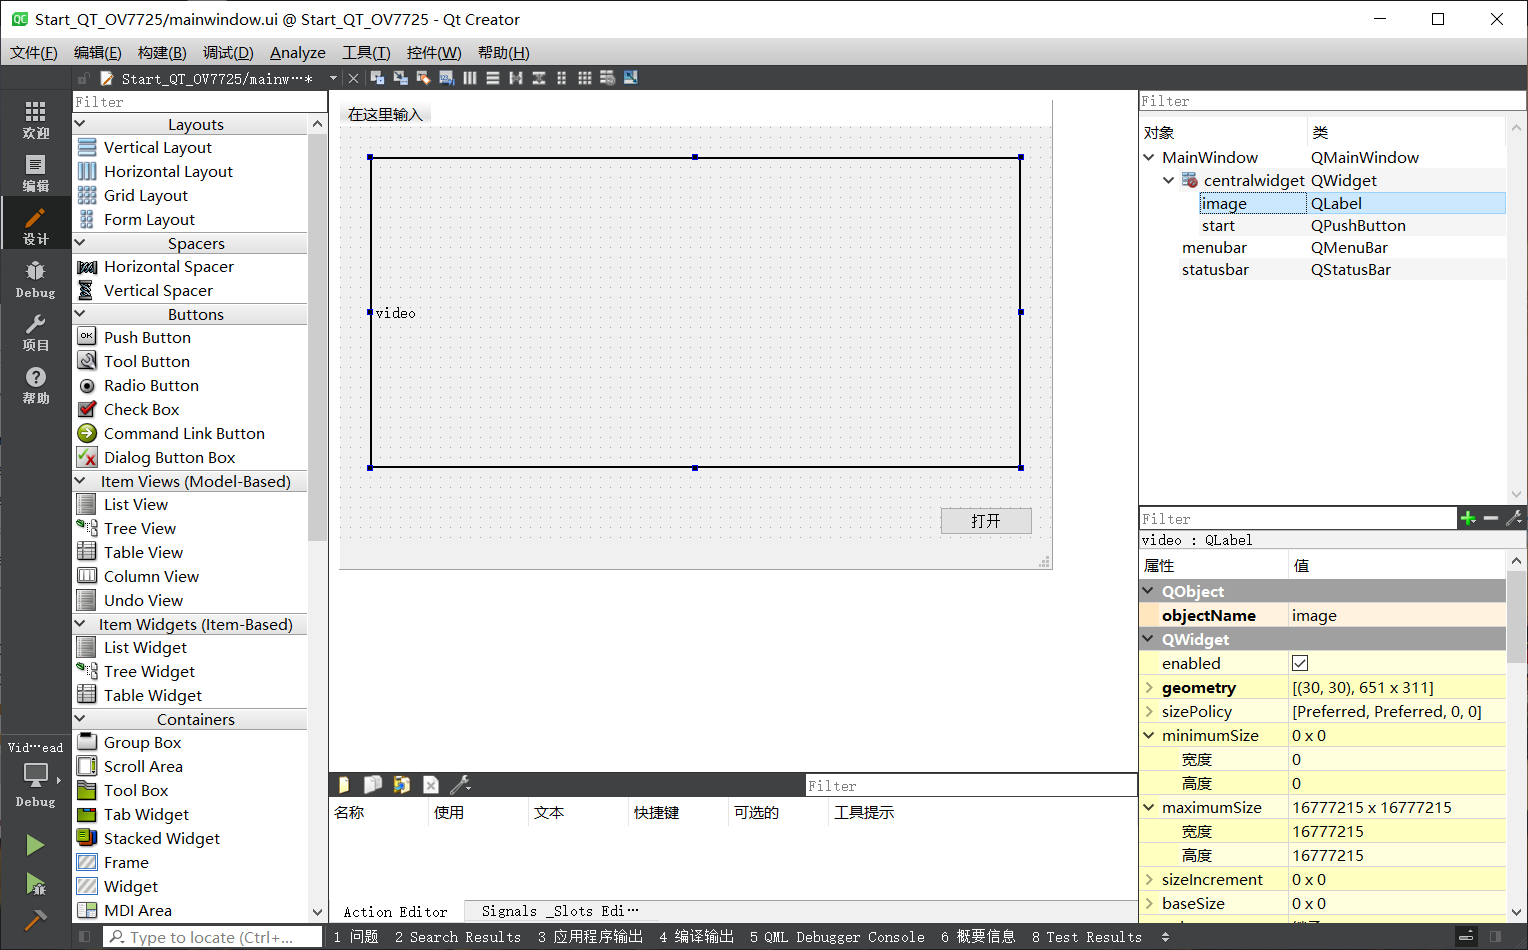 Start_QT_OV7725/mainwindow.ui @ Start_QT_OV7725 - Qt Creator
文件(F) 编辑(E) 构建(B) 调试(D) Analyze 工具(T) 控件(W) 帮助(H)
Start_QT_OV7725/mainw…*
欢迎
编辑
设计
Debug
项目
帮助
Vid…ead
Debug
Filter
Layouts
Vertical Layout
Horizontal Layout
Grid Layout
Form Layout
Spacers
Horizontal Spacer
Vertical Spacer
Buttons
OK
Push Button
Tool Button
Radio Button
Check Box
Command Link Button
Dialog Button Box
Item Views (Model-Based)
List View
Tree View
Table View
Column View
Undo View
Item Widgets (Item-Based)
List Widget
Tree Widget
Table Widget
Containers
Group Box
Scroll Area
Tool Box
Tab Widget
Stacked Widget
Frame
Widget
MDI Area
在这里输入
video
打开
Filter
名称 使用 文本 快捷键 可选的 工具提示
Action Editor Signals _Slots Edi…
Filter
对象 类
MainWindow QMainWindow
centralwidget QWidget
image QLabel
start QPushButton
menubar QMenuBar
statusbar QStatusBar
Filter
video : QLabel
属性 值
QObject
objectName image
QWidget
enabled
geometry [(30, 30), 651 x 311]
sizePolicy [Preferred, Preferred, 0, 0]
minimumSize 0 x 0
宽度 0
高度 0
maximumSize 16777215 x 16777215
宽度 16777215
高度 16777215
sizeIncrement 0 x 0
baseSize 0 x 0
Type to locate (Ctrl+...
1 问题 2 Search Results 3 应用程序输出 4 编译输出 5 QML Debugger Console 6 概要信息 8 Test Results